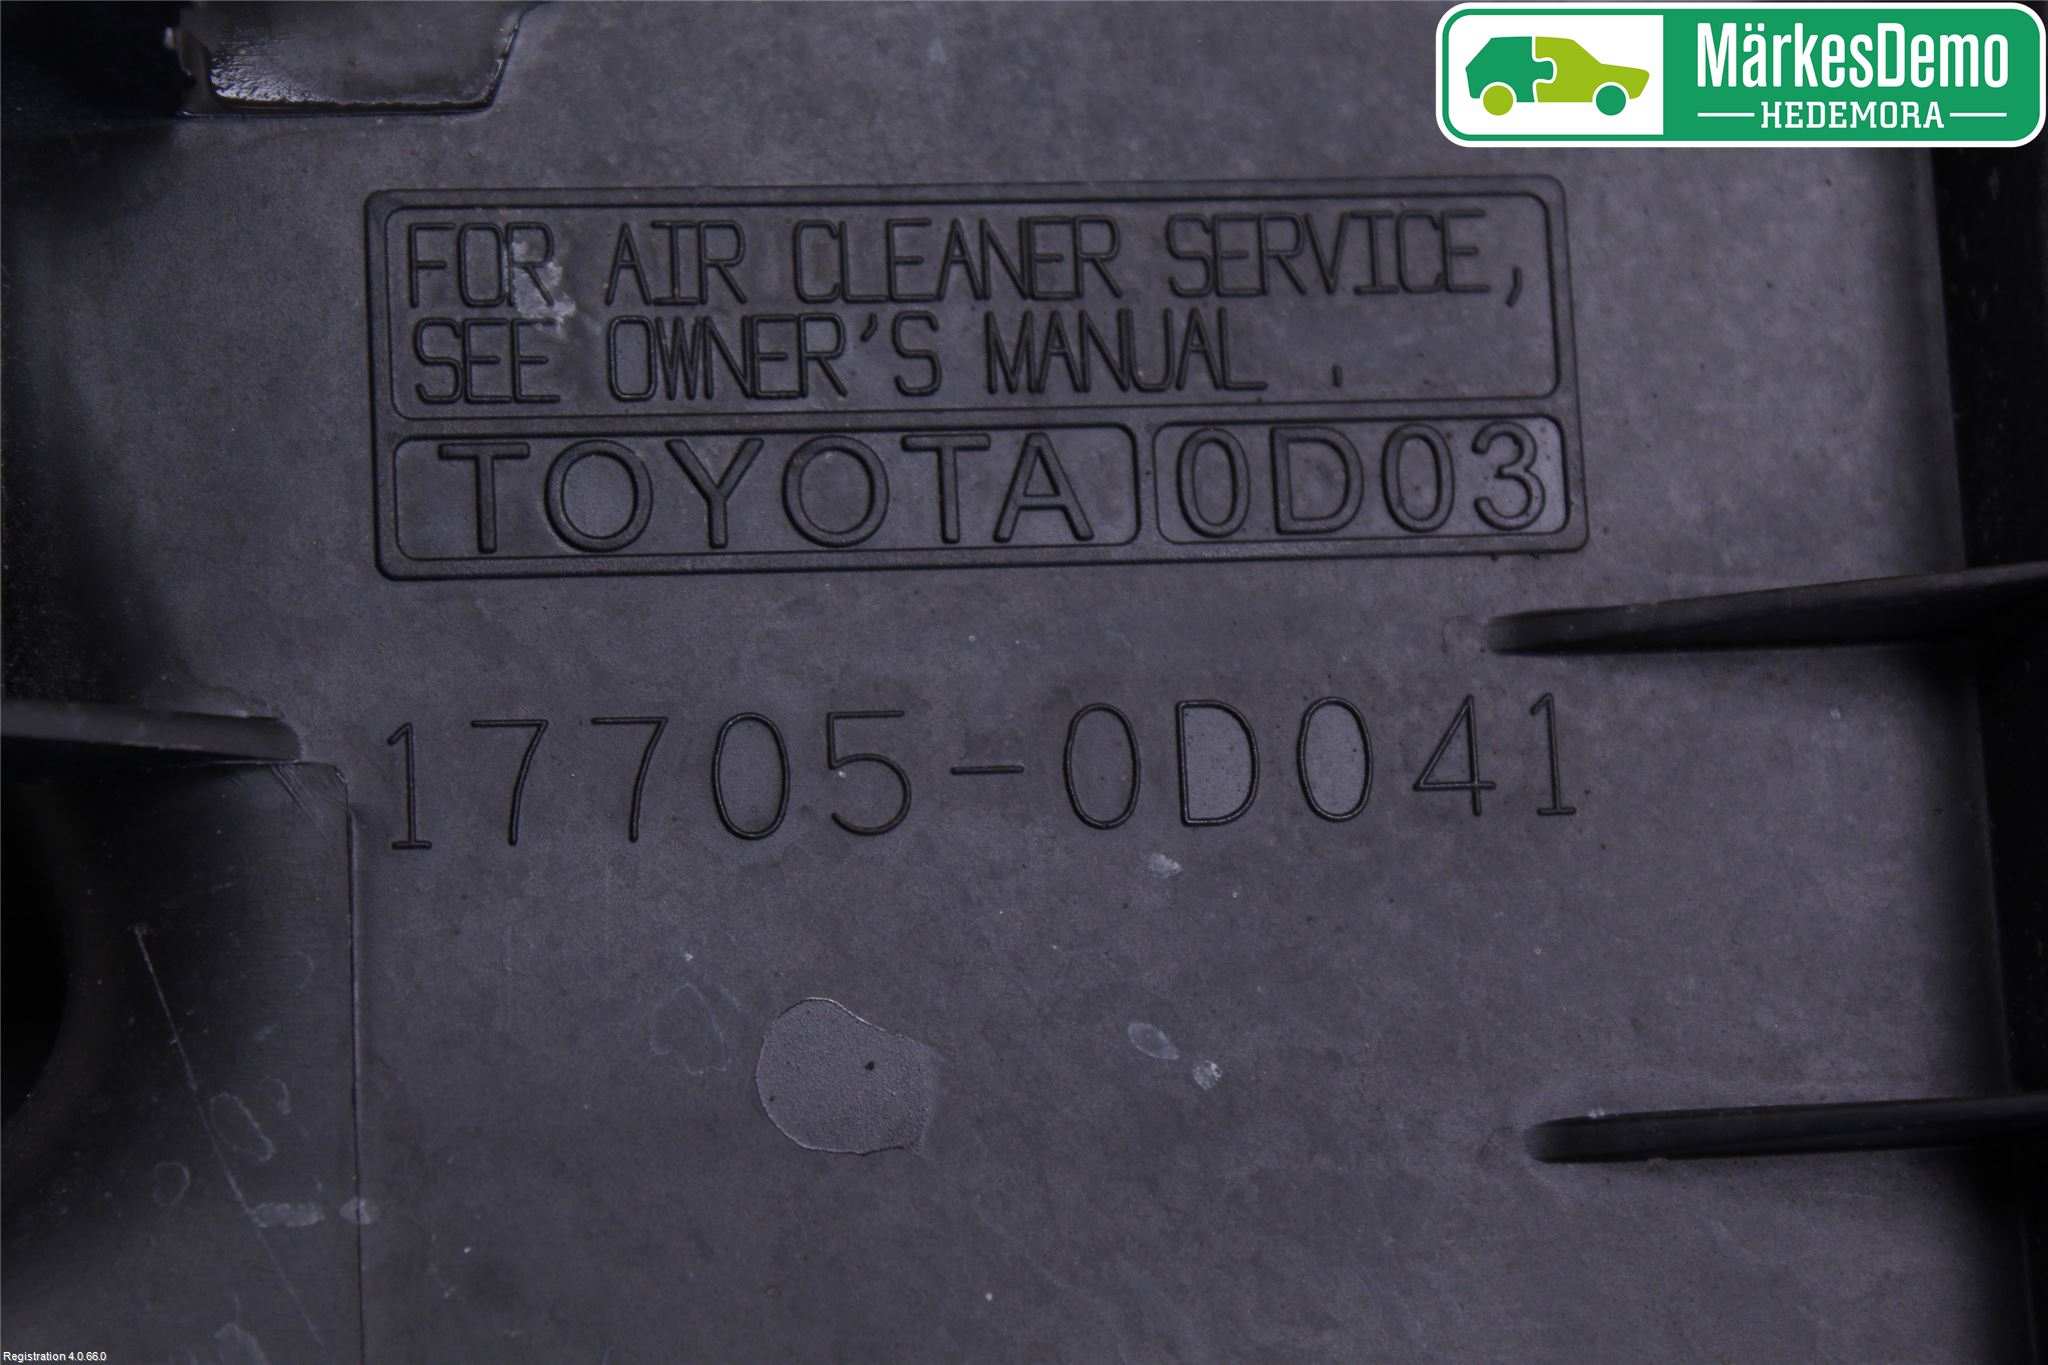 MärkesDemo
HEDEMORA
FOR AIR CLEANER SERVICE,
SEE OWNER'S MANUAL .
TOYOTA 0D03
17705-0D041
Registration 4.0.66.0